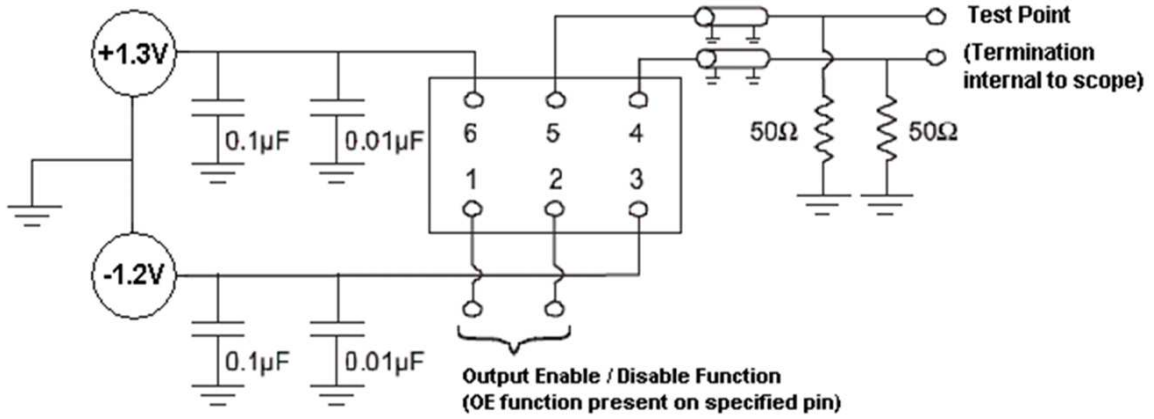 Test Point
(Termination
internal to scope)
+1.3V
0.1µF
0.01µF
6
5
4
50Ω
50Ω
1
2
3
-1.2V
0.1µF
0.01µF
Output Enable / Disable Function
(OE function present on specified pin)